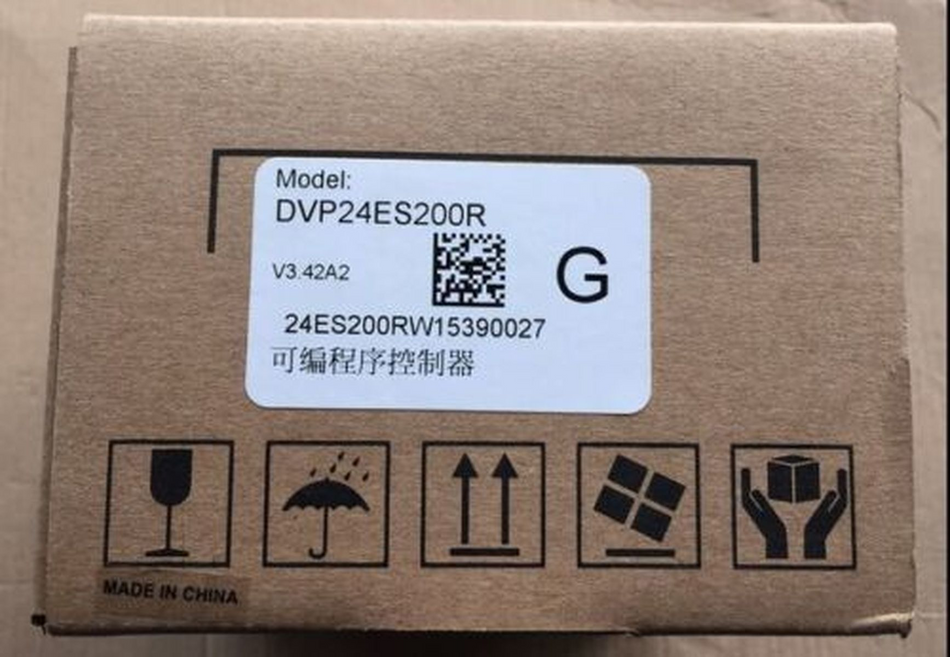 Model:
DVP24ES200R
V3.42A2
G
24ES200RW15390027
可编程序控制器
MADE IN CHINA